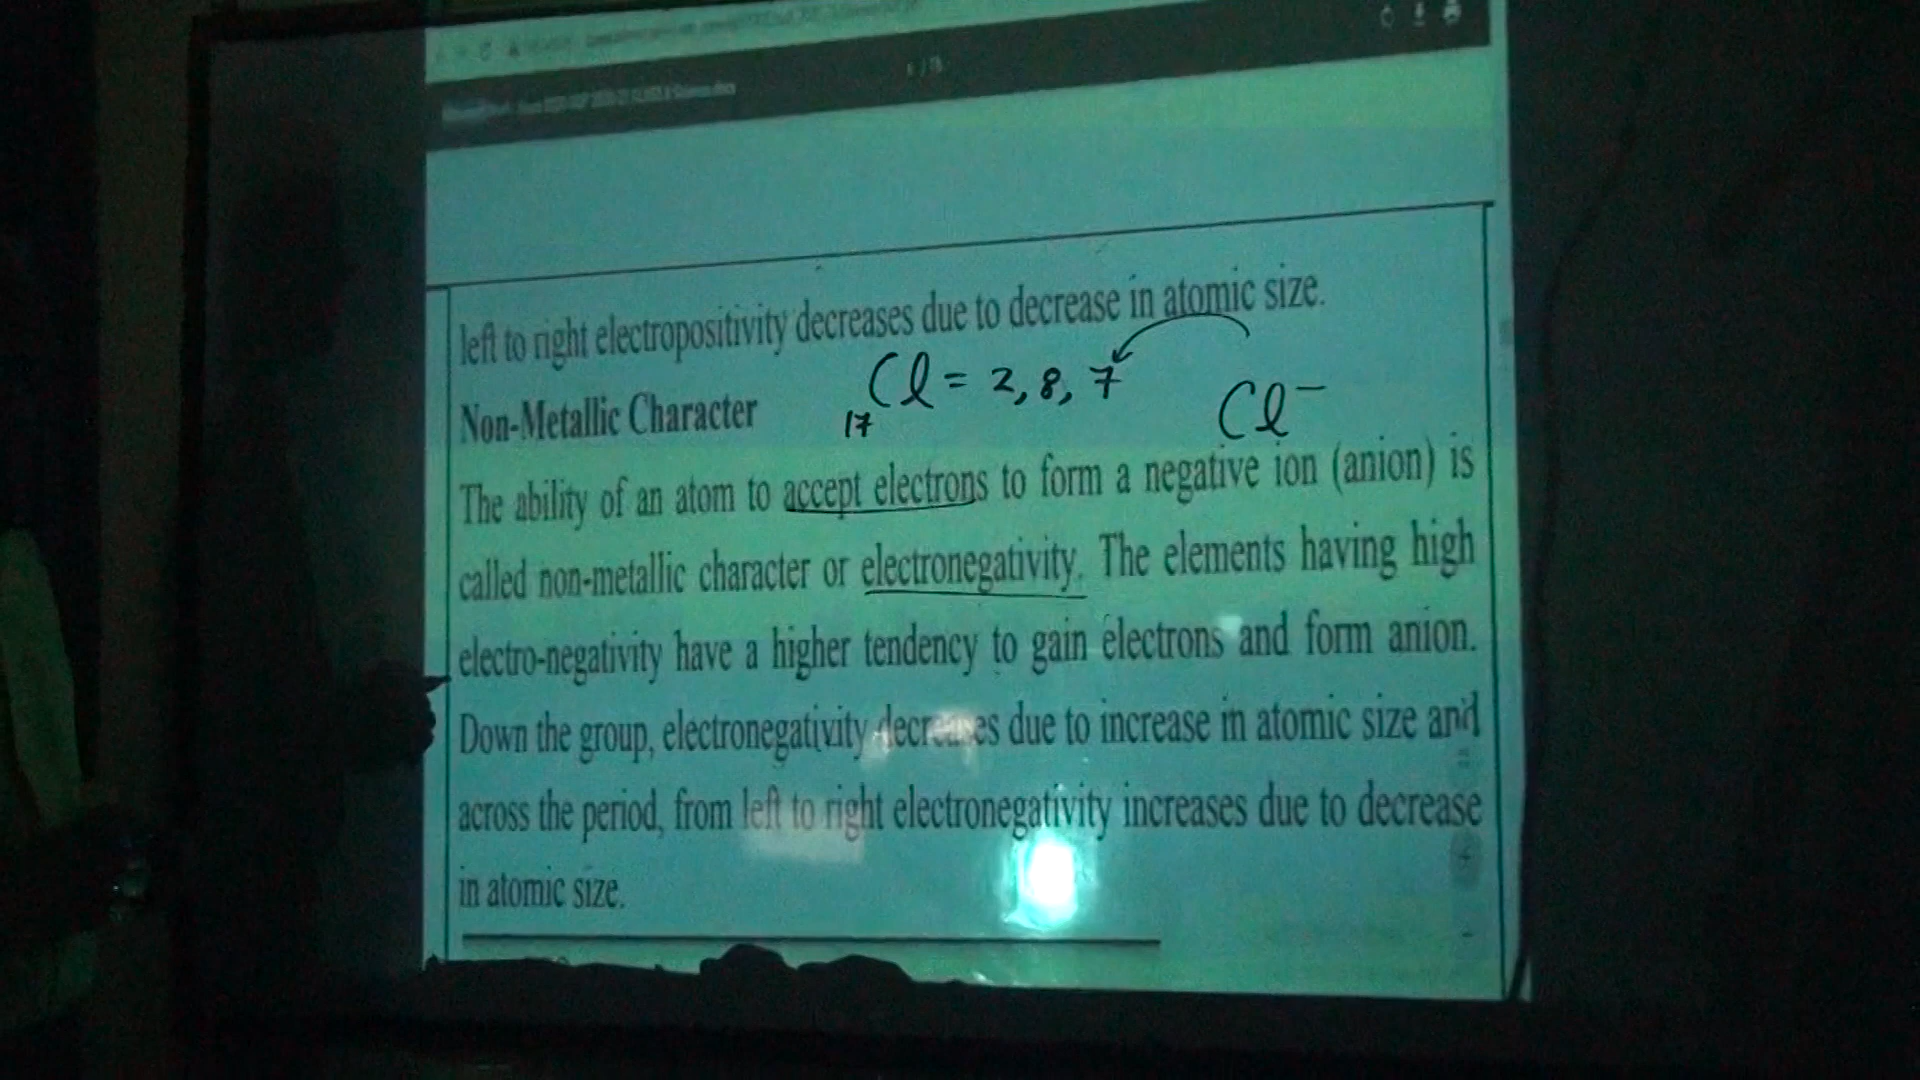 left to right electropositivity decreases due to decrease in atomic size.
Cl = 2, 8, 7
17
Cl⁻
Non-Metallic Character
The ability of an atom to accept electrons to form a negative ion (anion) is
called non-metallic character or electronegativity. The elements having high
electro-negativity have a higher tendency to gain electrons and form anion.
Down the group, electronegativity decreases due to increase in atomic size and
across the period, from left to right electronegativity increases due to decrease
in atomic size.